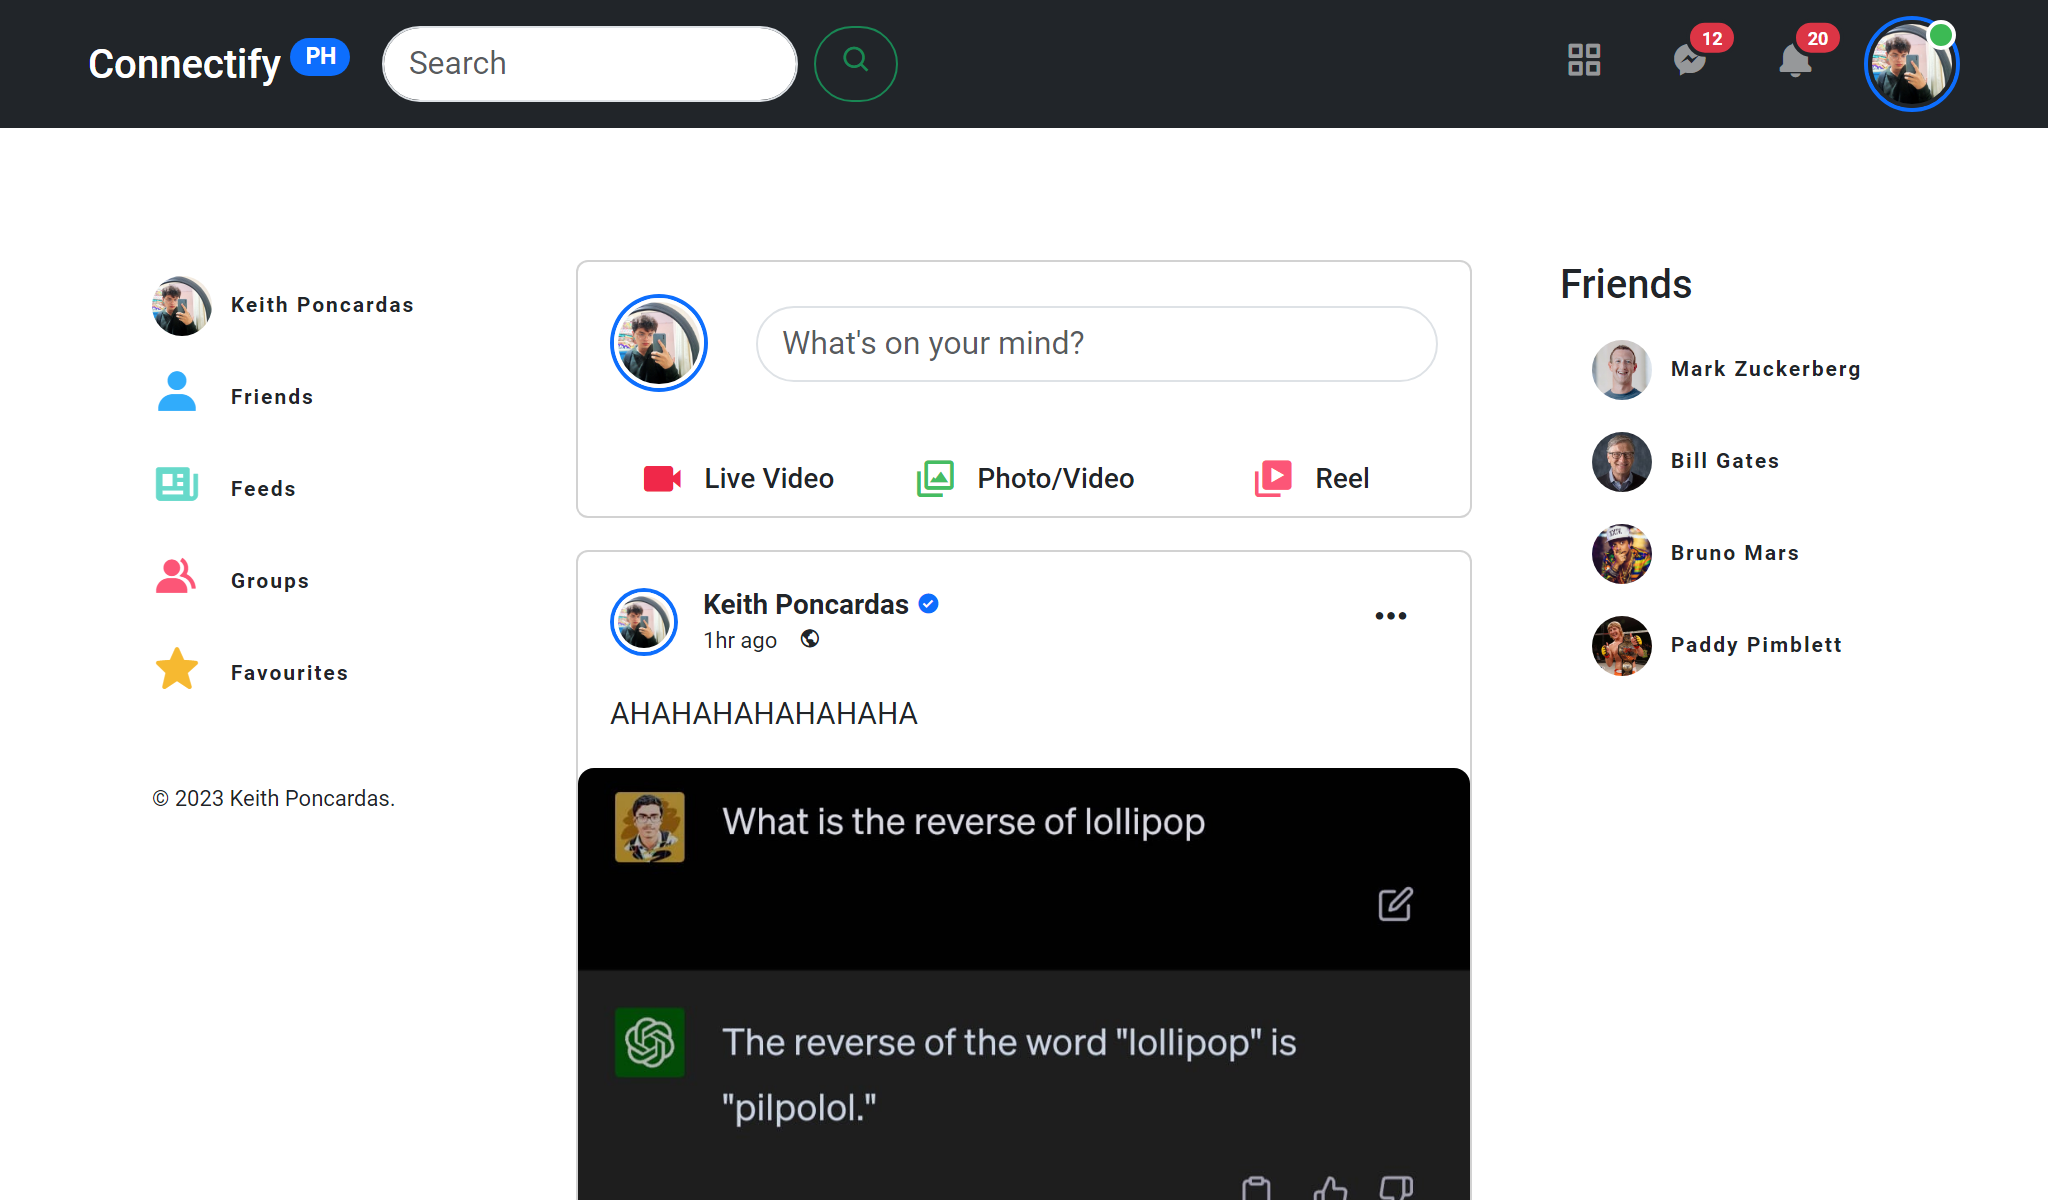 Connectify PH
Search
12
20
Keith Poncardas
Friends
Feeds
Groups
Favourites
© 2023 Keith Poncardas.
What's on your mind?
Live Video
Photo/Video
Reel
Keith Poncardas
1hr ago
AHAHAHAHAHAHAHA
What is the reverse of lollipop
The reverse of the word "lollipop" is
"pilpolol."
Friends
Mark Zuckerberg
Bill Gates
Bruno Mars
Paddy Pimblett